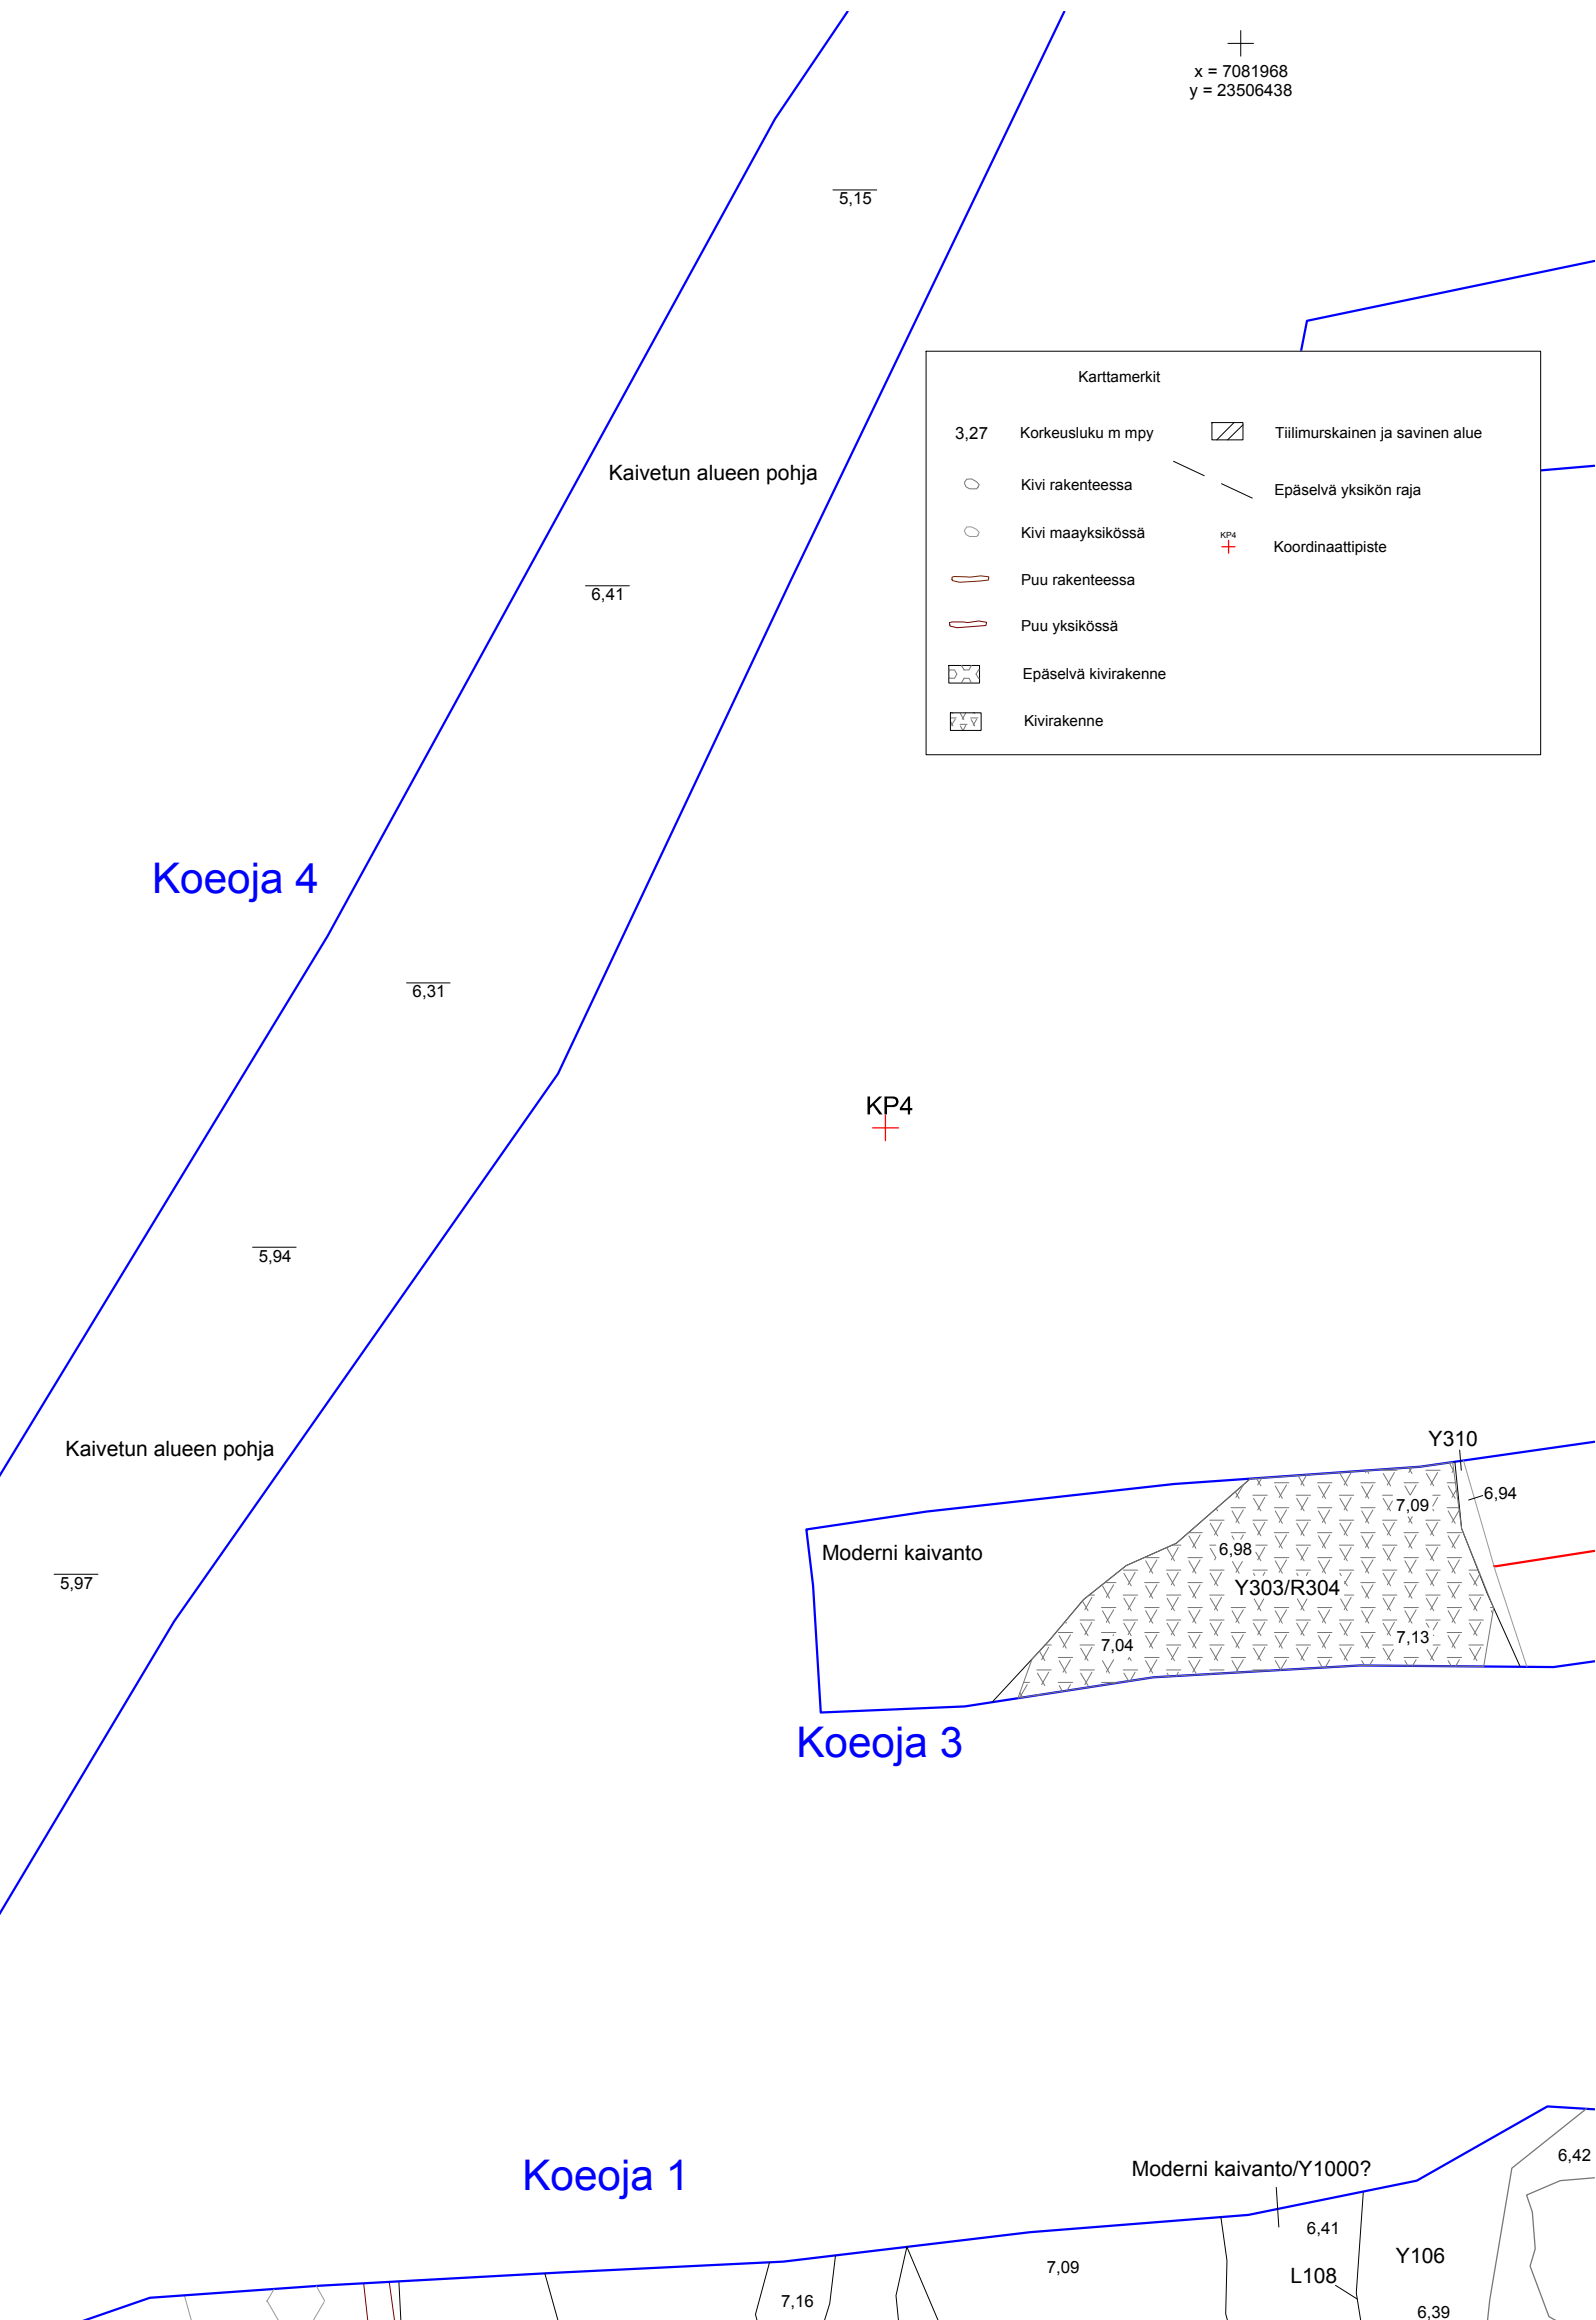 x = 7081968
y = 23506438
5,15
Karttamerkit
3,27 Korkeusluku m mpy
Tiilimurskainen ja savinen alue
Kivi rakenteessa
Epäselvä yksikön raja
Kivi maayksikössä
KP4
Koordinaattipiste
Puu rakenteessa
Puu yksikössä
Epäselvä kivirakenne
Kivirakenne
Kaivetun alueen pohja
6,41
Koeoja 4
6,31
KP4
5,94
Kaivetun alueen pohja
5,97
Y310
6,94
7,09
Moderni kaivanto
6,98
Y303/R304
7,04
7,13
Koeoja 3
Koeoja 1
Moderni kaivanto/Y1000?
6,42
6,41
Y106
7,09
L108
7,16
6,39